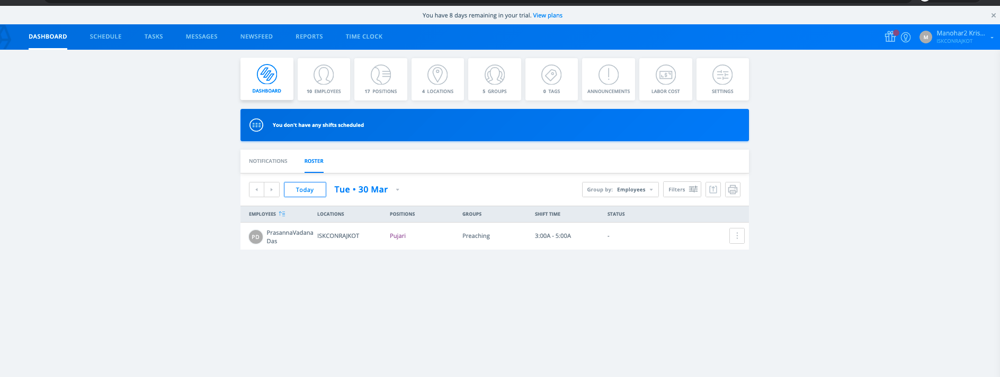 You have 8 days remaining in your trial. View plans
DASHBOARD SCHEDULE TASKS MESSAGES NEWSFEED REPORTS TIME CLOCK
M Manohar2 Kris...
ISKCONRAJKOT
DASHBOARD 10 EMPLOYEES 17 POSITIONS 4 LOCATIONS 5 GROUPS 0 TAGS ANNOUNCEMENTS LABOR COST SETTINGS
You don't have any shifts scheduled
NOTIFICATIONS ROSTER
Today Tue • 30 Mar Group by: Employees Filters
EMPLOYEES LOCATIONS POSITIONS GROUPS SHIFT TIME STATUS
PD PrasannaVadana Das ISKCONRAJKOT Pujari Preaching 3:00A - 5:00A -